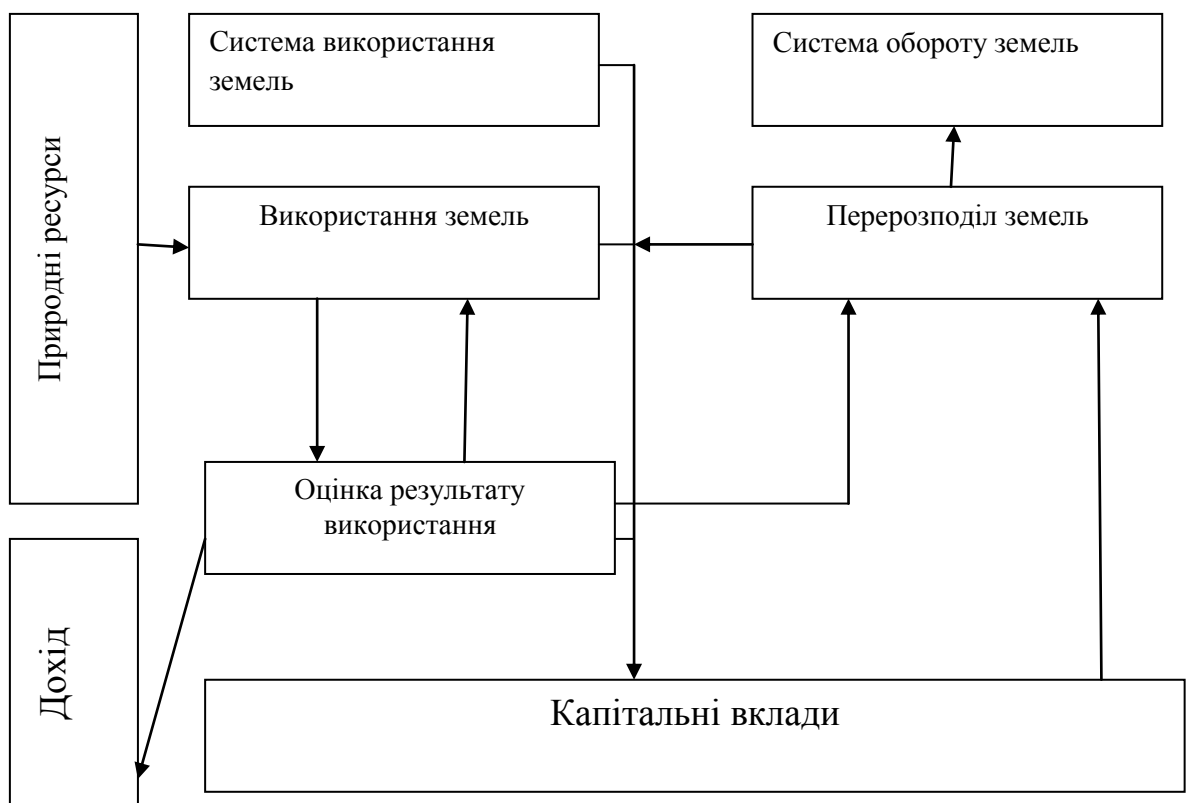 Природні ресурси
Система використання
земель
Система обороту земель
Використання земель
Перерозподіл земель
Оцінка результату
використання
Дохід
Капітальні вклади